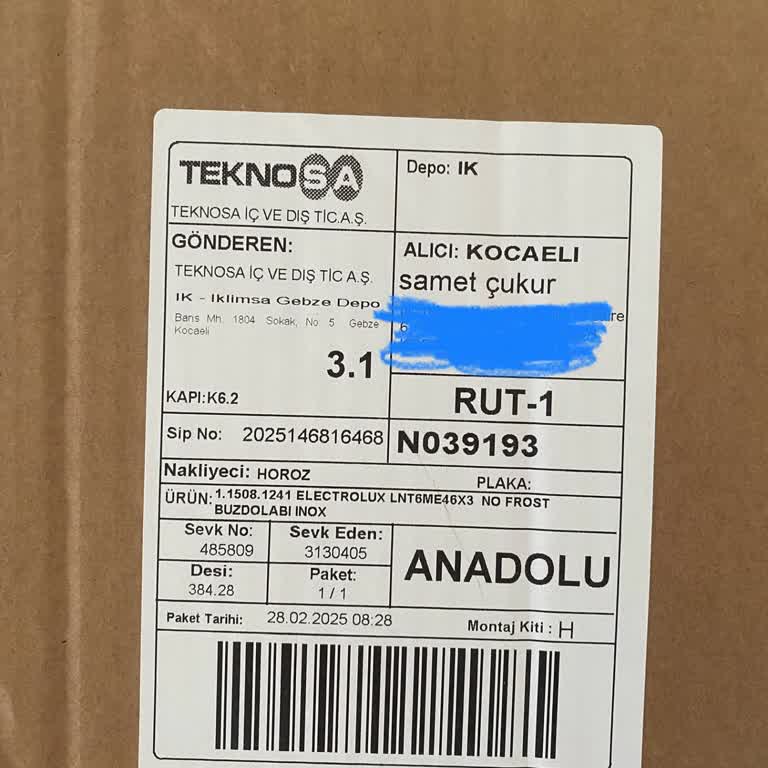 TEKNOSA
TEKNOSA İÇ VE DIŞ TİC.A.Ş.
Depo: IK
GÖNDEREN:
TEKNOSA İÇ VE DIŞ TİC A.Ş.
IK - Iklimsa Gebze Depo
Barıs Mh. 1804 Sokak, No 5 Gebze
Kocaeli
3.1
KAPI:K6.2
ALICI: KOCAELI
samet çukur
RUT-1
Sip No: 2025146816468
N039193
Nakliyeci: HOROZ
PLAKA:
ÜRÜN: 1.1508.1241 ELECTROLUX LNT6ME46X3 NO FROST
BUZDOLABI INOX
Sevk No:
485809
Sevk Eden:
3130405
Desi:
384.28
Paket:
1 / 1
ANADOLU
Paket Tarihi: 28.02.2025 08:28
Montaj Kiti : H